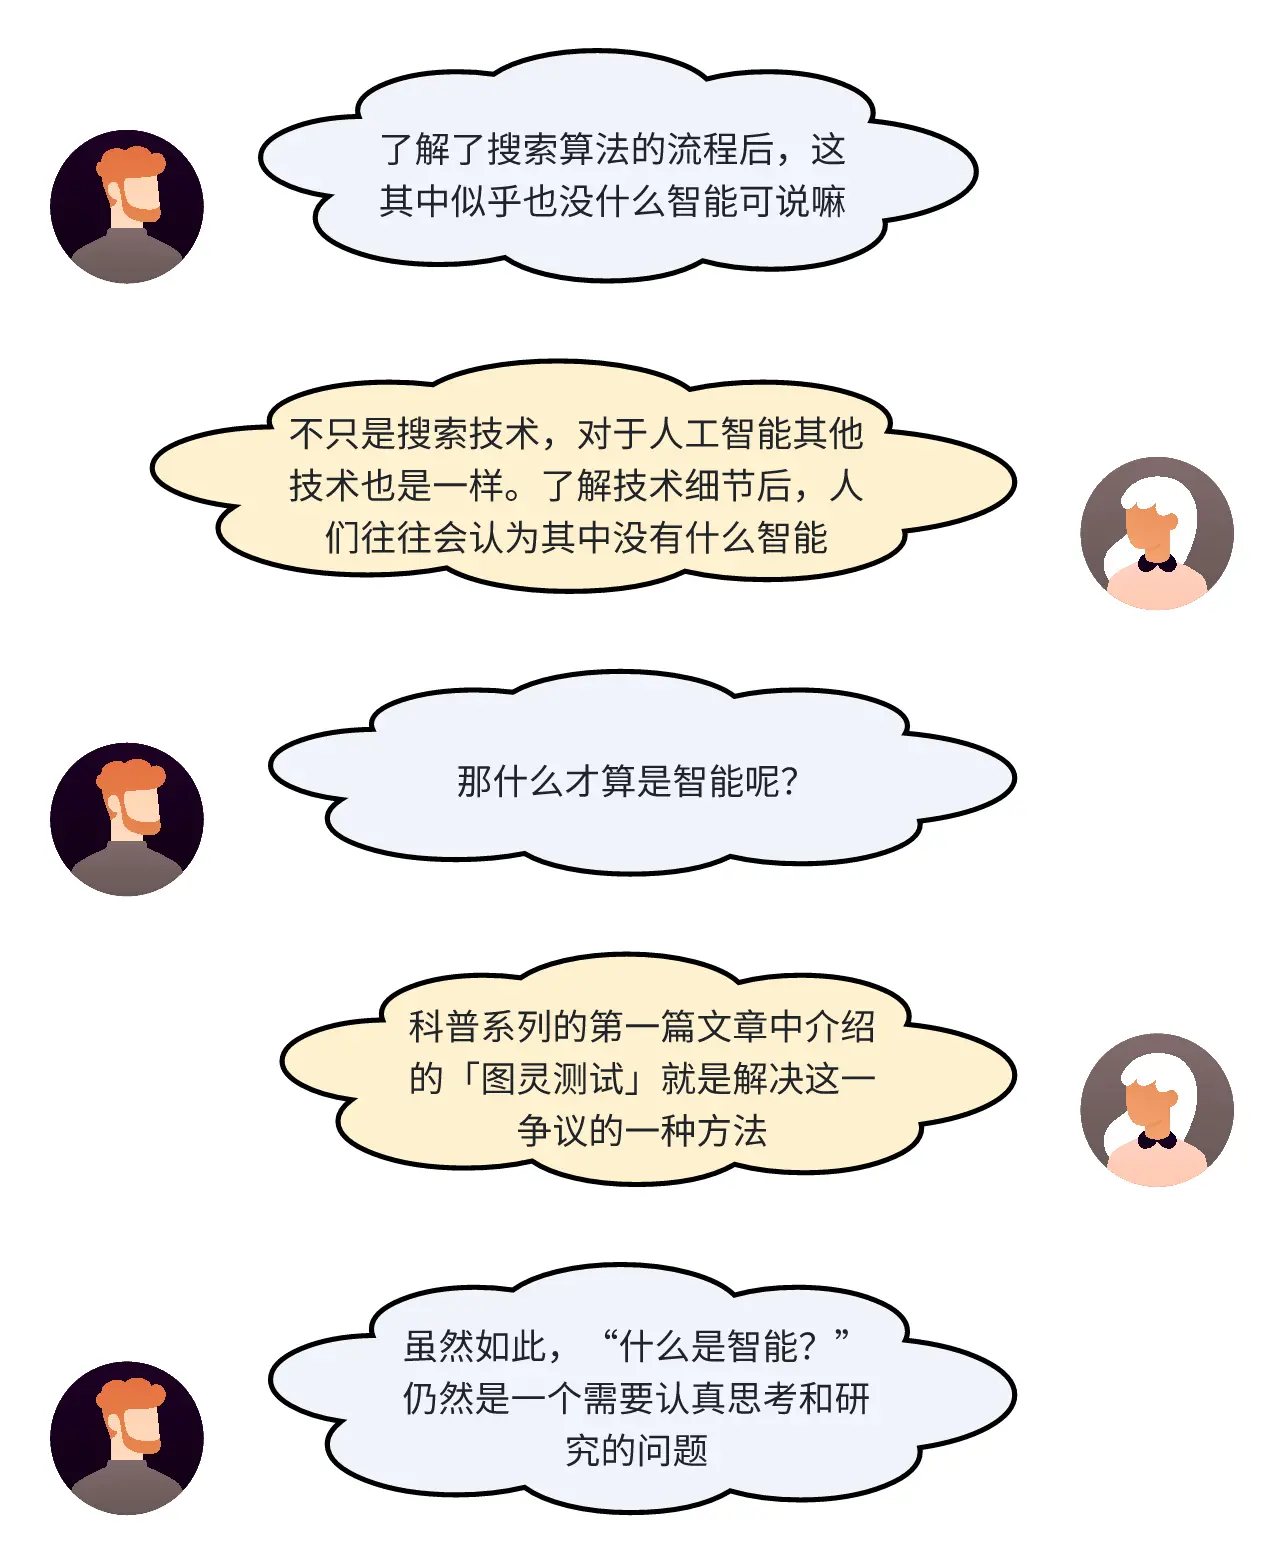 了解了搜索算法的流程后，这
其中似乎也没什么智能可说嘛
不只是搜索技术，对于人工智能其他
技术也是一样。了解技术细节后，人
们往往会认为其中没有什么智能
那什么才算是智能呢？
科普系列的第一篇文章中介绍
的「图灵测试」就是解决这一
争议的一种方法
虽然如此，“什么是智能？”
仍然是一个需要认真思考和研
究的问题